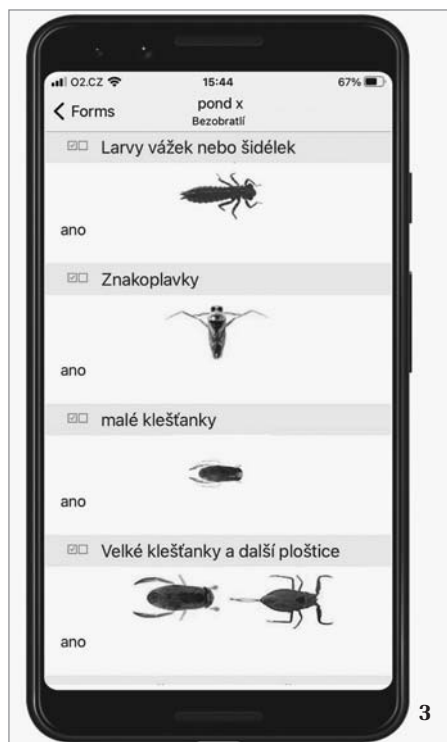 O2.CZ 15:44 67%
Forms pond x
Bezobratlí
Larvy vážek nebo šidélek
ano
Znakoplavky
ano
malé klešťanky
ano
Velké klešťanky a další ploštice
ano
3